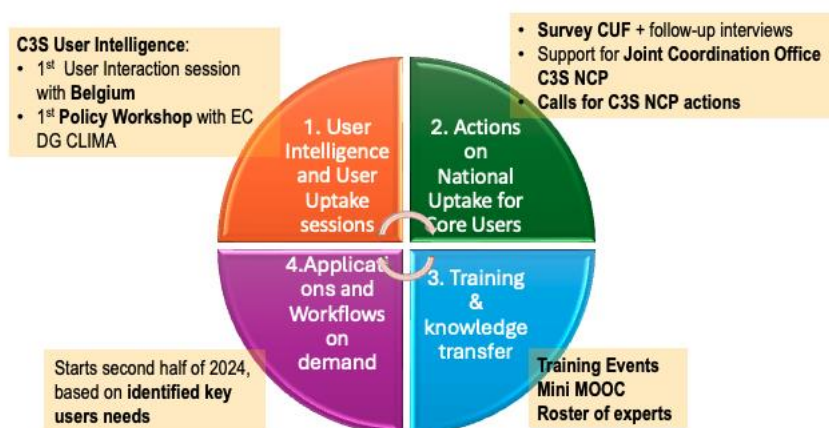 C3S User Intelligence:
• 1st User Interaction session
with Belgium
• 1st Policy Workshop with EC
DG CLIMA
• Survey CUF + follow-up interviews
• Support for Joint Coordination Office
C3S NCP
• Calls for C3S NCP actions
1. User
Intelligence
and User
Uptake
sessions
2. Actions
on
National
Uptake for
Core Users
4.Applicati
ons and
Workflows
on
demand
3. Training
&
knowledge
transfer
Starts second half of 2024,
based on identified key
users needs
Training Events
Mini MOOC
Roster of experts